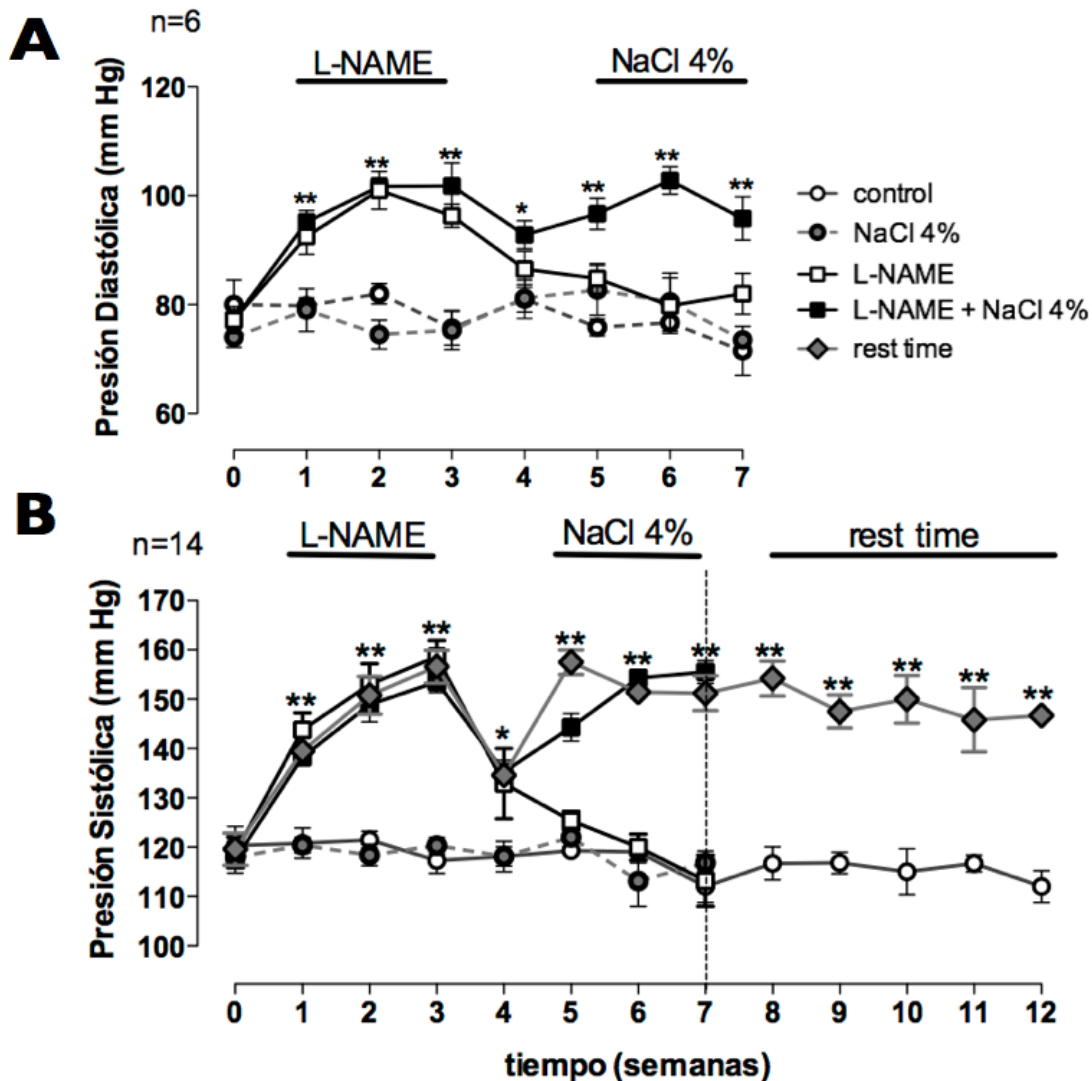 A
n=6
L-NAME
NaCl 4%
Presión Diastólica (mm Hg)
120
100
80
60
** ** ** * ** ** **
control
NaCl 4%
L-NAME
L-NAME + NaCl 4%
rest time
0 1 2 3 4 5 6 7
B
n=14
L-NAME
NaCl 4%
rest time
Presión Sistólica (mm Hg)
170
160
150
140
130
120
110
100
** ** ** * ** ** ** ** ** ** ** **
0 1 2 3 4 5 6 7 8 9 10 11 12
tiempo (semanas)